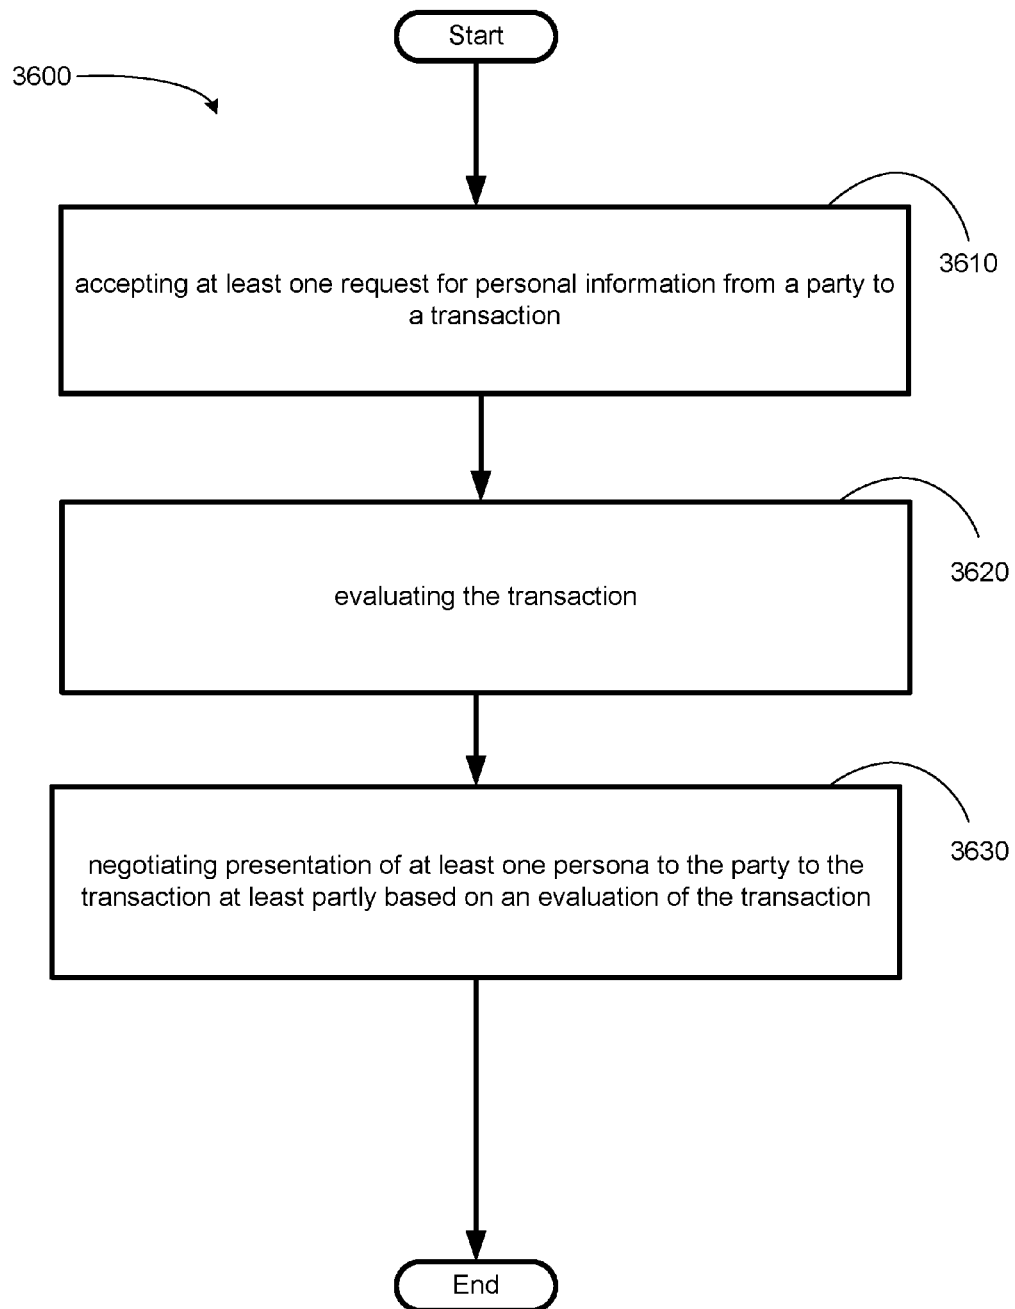 Start
3600
3610
accepting at least one request for personal information from a party to
a transaction
3620
evaluating the transaction
3630
negotiating presentation of at least one persona to the party to the
transaction at least partly based on an evaluation of the transaction
End